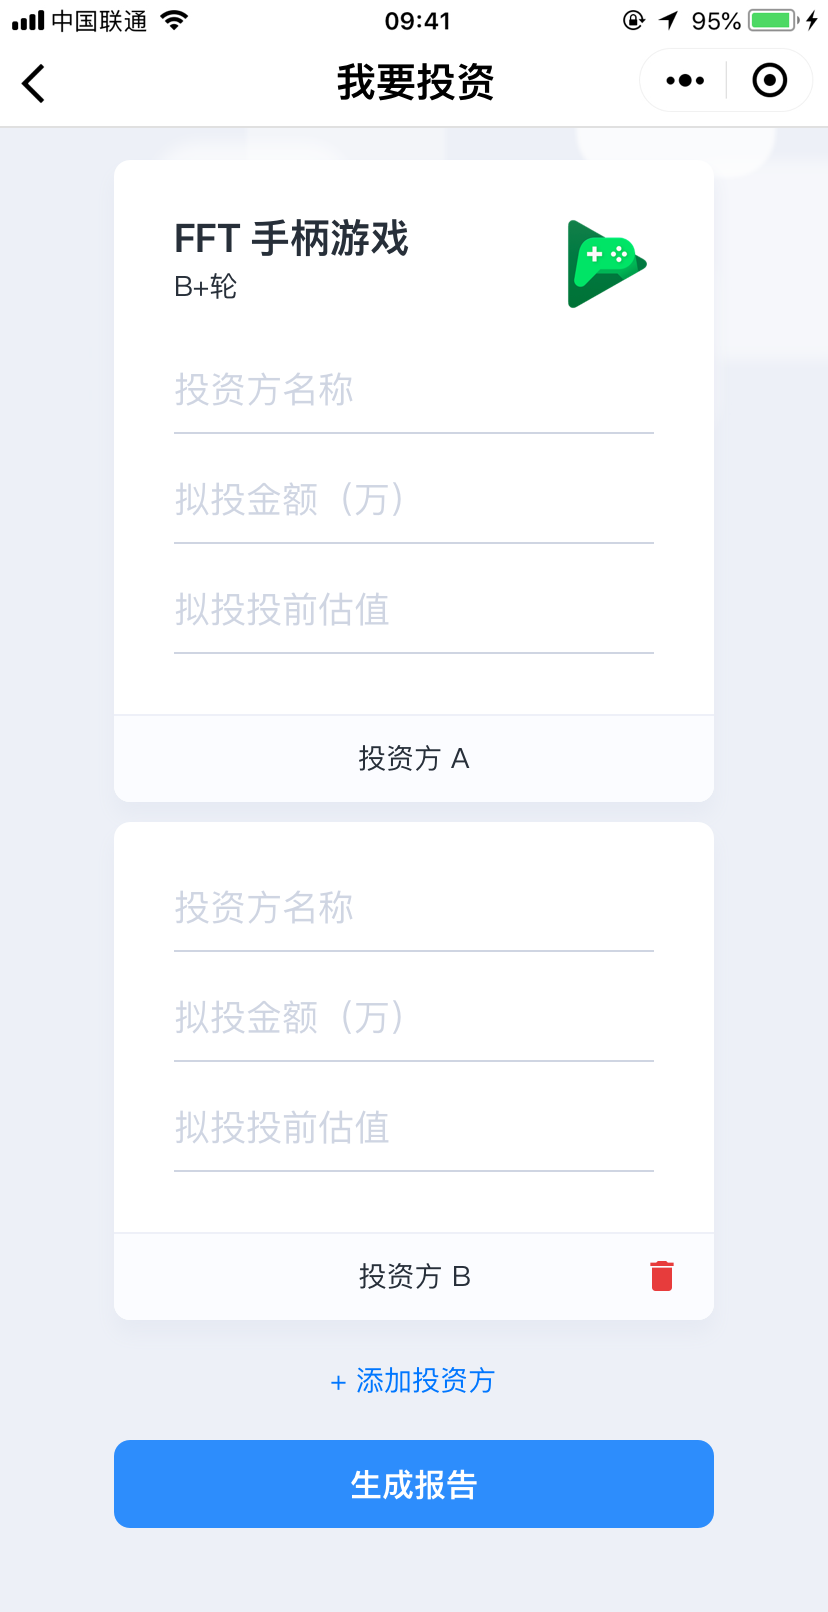 中国联通
09:41
95%
我要投资
FFT 手柄游戏
B+轮
投资方名称
拟投金额（万）
拟投投前估值
投资方 A
投资方名称
拟投金额（万）
拟投投前估值
投资方 B
+ 添加投资方
生成报告